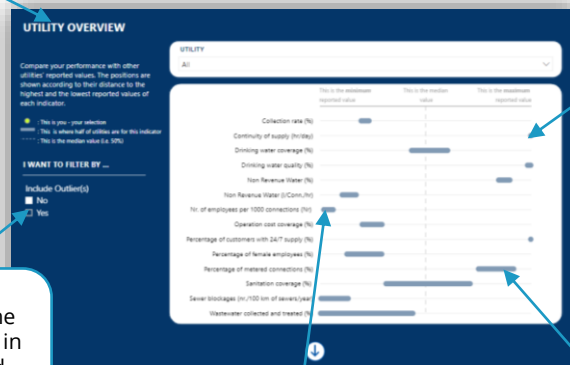 UTILITY OVERVIEW
Compare your performance with other
utilities' reported values. The positions are
shown according to their distance to the
highest and the lowest reported values of
each indicator.
: This is you - your selection
: This is where half of utilities are for this indicator
: This is the median value (i.e. 50%)
I WANT TO FILTER BY ...
Include Outlier(s)
No
Yes
UTILITY
All
This is the minimum
reported value
This is the median
value
This is the maximum
reported value
Collection rate (%)
Continuity of supply (hr/day)
Drinking water coverage (%)
Drinking water quality (%)
Non Revenue Water (%)
Non Revenue Water (l/Conn./hr)
Nr. of employees per 1000 connections (Nr)
Operation cost coverage (%)
Percentage of customers with 24/7 supply (%)
Percentage of female employees (%)
Percentage of metered connections (%)
Sanitation coverage (%)
Sewer blockages (nr./100 km of sewers/year)
Wastewater collected and treated (%)
in